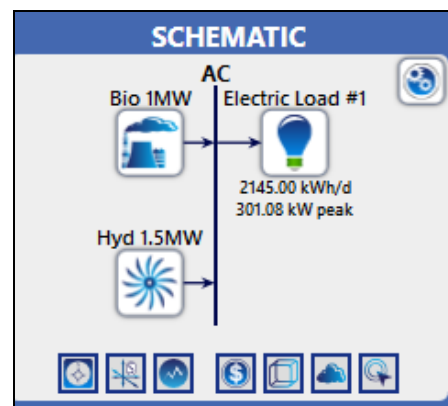 SCHEMATIC
AC
Bio 1MW
Electric Load #1
2145.00 kWh/d
301.08 kW peak
Hyd 1.5MW